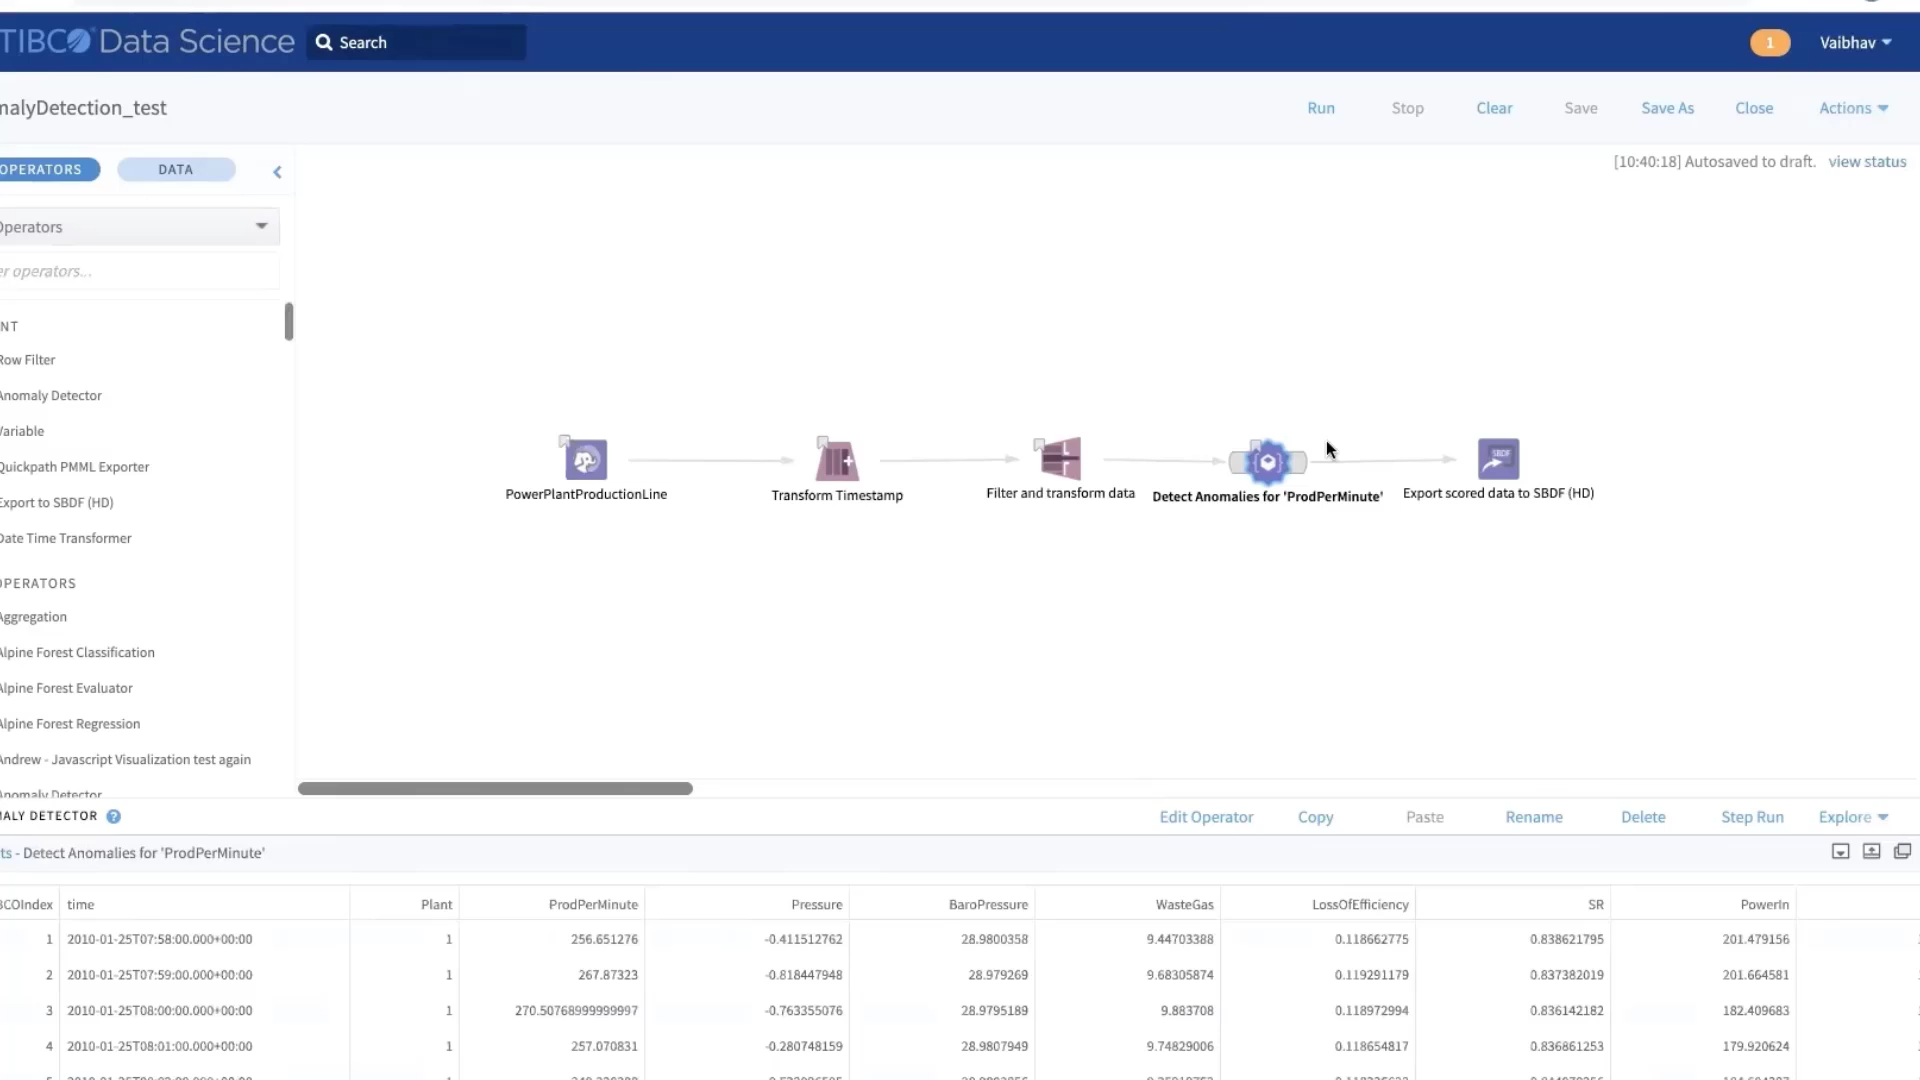 TIBCO Data Science
Search
1
Vaibhav
malyDetection_test
Run
Stop
Clear
Save
Save As
Close
Actions
OPERATORS
DATA
[10:40:18] Autosaved to draft. view status
Operators
er operators...
NT
Row Filter
Anomaly Detector
Variable
Quickpath PMML Exporter
Export to SBDF (HD)
Date Time Transformer
OPERATORS
Aggregation
Alpine Forest Classification
Alpine Forest Evaluator
Alpine Forest Regression
Andrew - Javascript Visualization test again
Anomaly Detector
PowerPlantProductionLine
Transform Timestamp
Filter and transform data
Detect Anomalies for 'ProdPerMinute'
SBDF
Export scored data to SBDF (HD)
MALY DETECTOR ?
Edit Operator
Copy
Paste
Rename
Delete
Step Run
Explore
ts - Detect Anomalies for 'ProdPerMinute'
BCOIndex time Plant ProdPerMinute Pressure BaroPressure WasteGas LossOfEfficiency SR PowerIn
1 2010-01-25T07:58:00.000+00:00 1 256.651276 -0.411512762 28.9800358 9.44703388 0.118662775 0.838621795 201.479156
2 2010-01-25T07:59:00.000+00:00 1 267.87323 -0.818447948 28.979269 9.68305874 0.119291179 0.837382019 201.664581
3 2010-01-25T08:00:00.000+00:00 1 270.50768999999997 -0.763355076 28.9795189 9.883708 0.118972994 0.836142182 182.409683
4 2010-01-25T08:01:00.000+00:00 1 257.070831 -0.280748159 28.9807949 9.74829006 0.118654817 0.836861253 179.920624